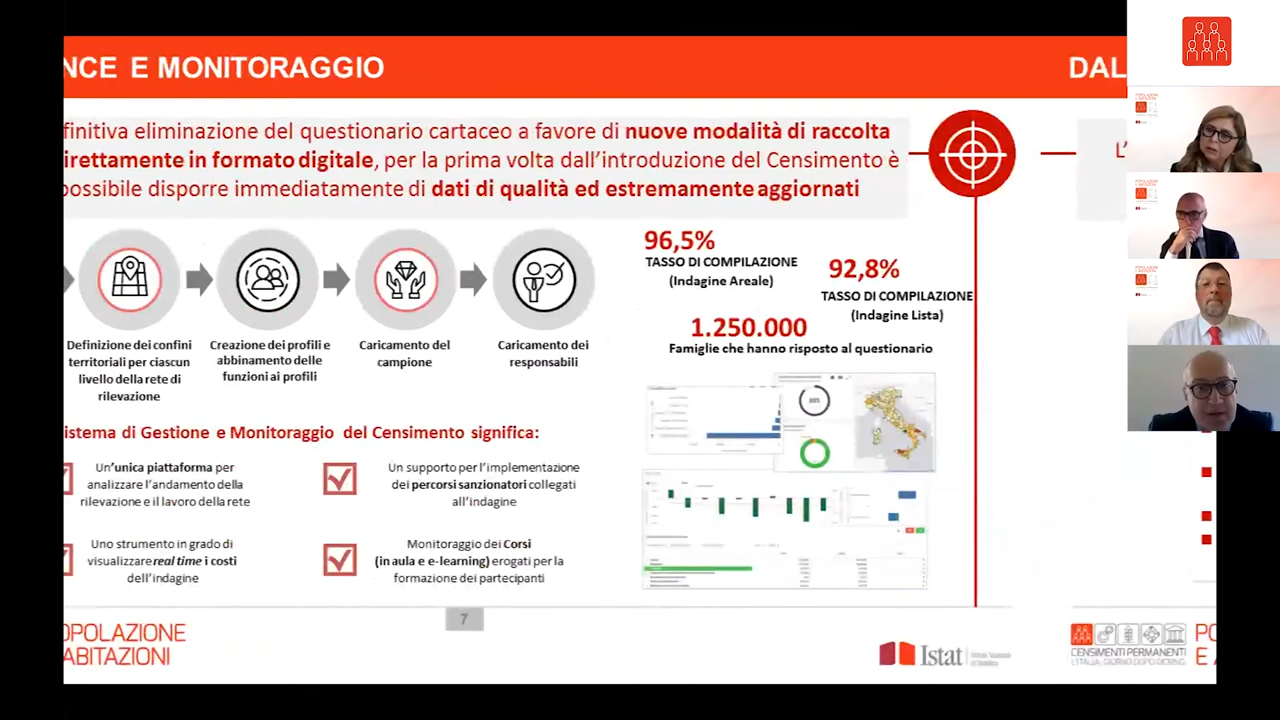 NCE E MONITORAGGIO
DAL
finitiva eliminazione del questionario cartaceo a favore di nuove modalità di raccolta
irettamente in formato digitale, per la prima volta dall'introduzione del Censimento è
possibile disporre immediatamente di dati di qualità ed estremamente aggiornati
L'
Definizione dei confini
territoriali per ciascun
livello della rete di
rilevazione
Creazione dei profili e
abbinamento delle
funzioni ai profili
Caricamento del
campione
Caricamento dei
responsabili
96,5%
TASSO DI COMPILAZIONE
(Indagine Areale)
92,8%
TASSO DI COMPILAZIONE
(Indagine Lista)
1.250.000
Famiglie che hanno risposto al questionario
istema di Gestione e Monitoraggio del Censimento significa:
Un'unica piattaforma per
analizzare l'andamento della
rilevazione e il lavoro della rete
Un supporto per l'implementazione
dei percorsi sanzionatori collegati
all'indagine
Uno strumento in grado di
visualizzare real time i costi
dell'indagine
Monitoraggio dei Corsi
(in aula e e-learning) erogati per la
formazione dei partecipanti
7
OPOLAZIONE
ABITAZIONI
Istat
CENSIMENTI PERMANENTI
L'ITALIA, GIORNO DOPO GIORNO
PO
E A